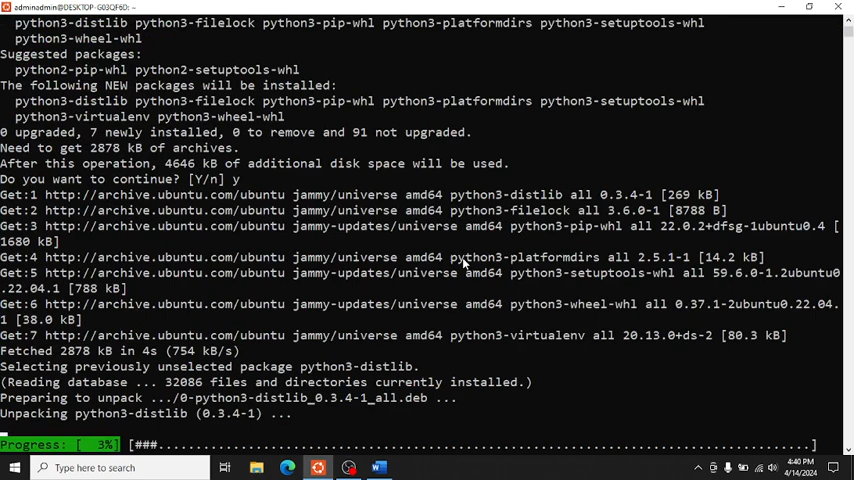 adminadmin@DESKTOP-G03QF6D: ~
python3-distlib python3-filelock python3-pip-whl python3-platformdirs python3-setuptools-whl
python3-wheel-whl
Suggested packages:
python2-pip-whl python2-setuptools-whl
The following NEW packages will be installed:
python3-distlib python3-filelock python3-pip-whl python3-platformdirs python3-setuptools-whl
python3-virtualenv python3-wheel-whl
0 upgraded, 7 newly installed, 0 to remove and 91 not upgraded.
Need to get 2878 kB of archives.
After this operation, 4646 kB of additional disk space will be used.
Do you want to continue? [Y/n] y
Get:1 http://archive.ubuntu.com/ubuntu jammy/universe amd64 python3-distlib all 0.3.4-1 [269 kB]
Get:2 http://archive.ubuntu.com/ubuntu jammy/universe amd64 python3-filelock all 3.6.0-1 [8788 B]
Get:3 http://archive.ubuntu.com/ubuntu jammy-updates/universe amd64 python3-pip-whl all 22.0.2+dfsg-1ubuntu0.4 [
1680 kB]
Get:4 http://archive.ubuntu.com/ubuntu jammy/universe amd64 python3-platformdirs all 2.5.1-1 [14.2 kB]
Get:5 http://archive.ubuntu.com/ubuntu jammy-updates/universe amd64 python3-setuptools-whl all 59.6.0-1.2ubuntu0
.22.04.1 [788 kB]
Get:6 http://archive.ubuntu.com/ubuntu jammy-updates/universe amd64 python3-wheel-whl all 0.37.1-2ubuntu0.22.04.
1 [38.0 kB]
Get:7 http://archive.ubuntu.com/ubuntu jammy/universe amd64 python3-virtualenv all 20.13.0+ds-2 [80.3 kB]
Fetched 2878 kB in 4s (754 kB/s)
Selecting previously unselected package python3-distlib.
(Reading database ... 32086 files and directories currently installed.)
Preparing to unpack .../0-python3-distlib_0.3.4-1_all.deb ...
Unpacking python3-distlib (0.3.4-1) ...
Progress: [  3%] [###.......................................................................................]
Type here to search
4:40 PM
4/14/2024